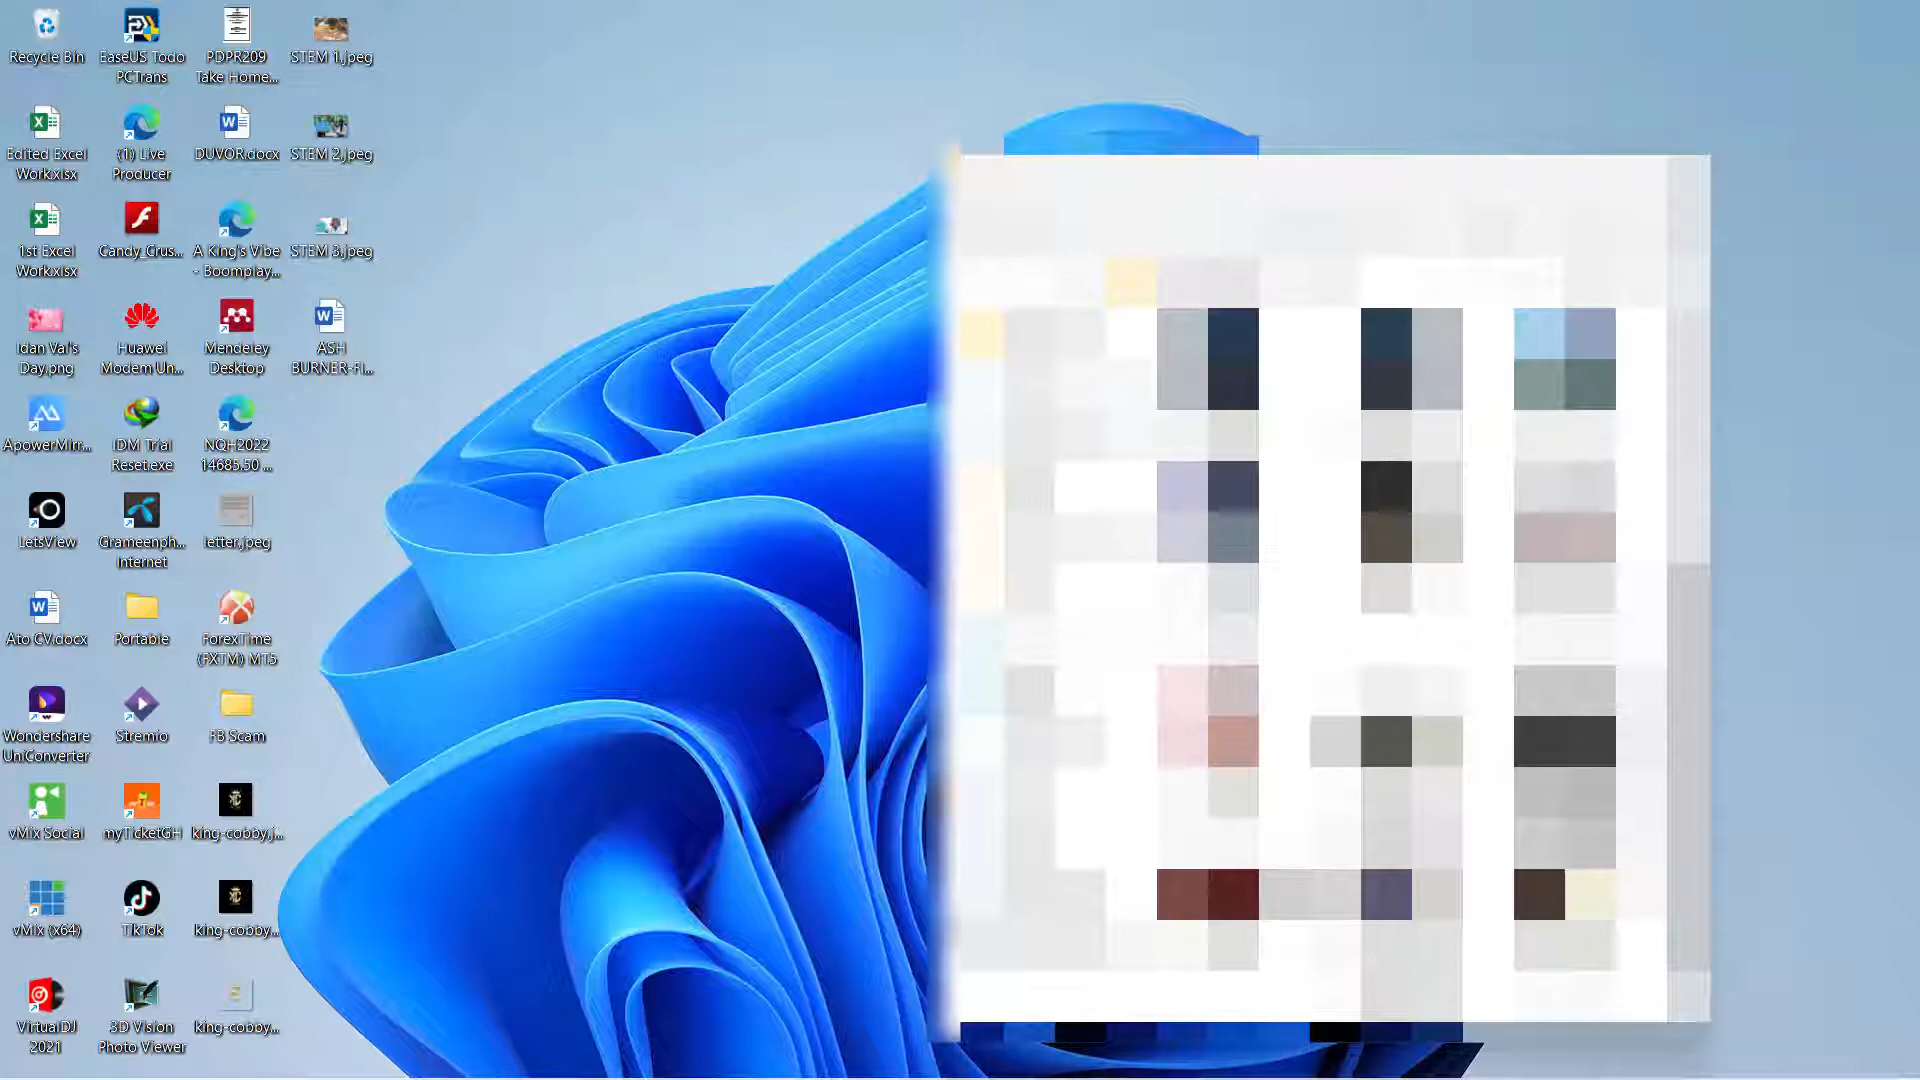 Recycle Bin
EaseUS Todo
PCTrans
PDPR209
Take Home...
STEM 1.jpeg
Edited Excel
Work.xlsx
(1) Live
Producer
DUVOR.docx
STEM 2.jpeg
1st Excel
Work.xlsx
Candy_Crus...
A King's Vibe
- Boomplay...
STEM 3.jpeg
Idan Val's
Day.png
Huawei
Modem Un...
Mendeley
Desktop
ASH
BURNER-FI...
ApowerMirr...
IDM Trial
Reset.exe
NQH2022
14685.50 ...
LetsView
Grameenph...
Internet
letter.jpeg
Ato CV.docx
Portable
ForexTime
(FXTM) MT5
Wondershare
UniConverter
Stremio
FB Scam
vMix Social
myTicketGH
king-cobby.j...
vMix (x64)
TikTok
king-cobby...
VirtualDJ
2021
3D Vision
Photo Viewer
king-cobby...